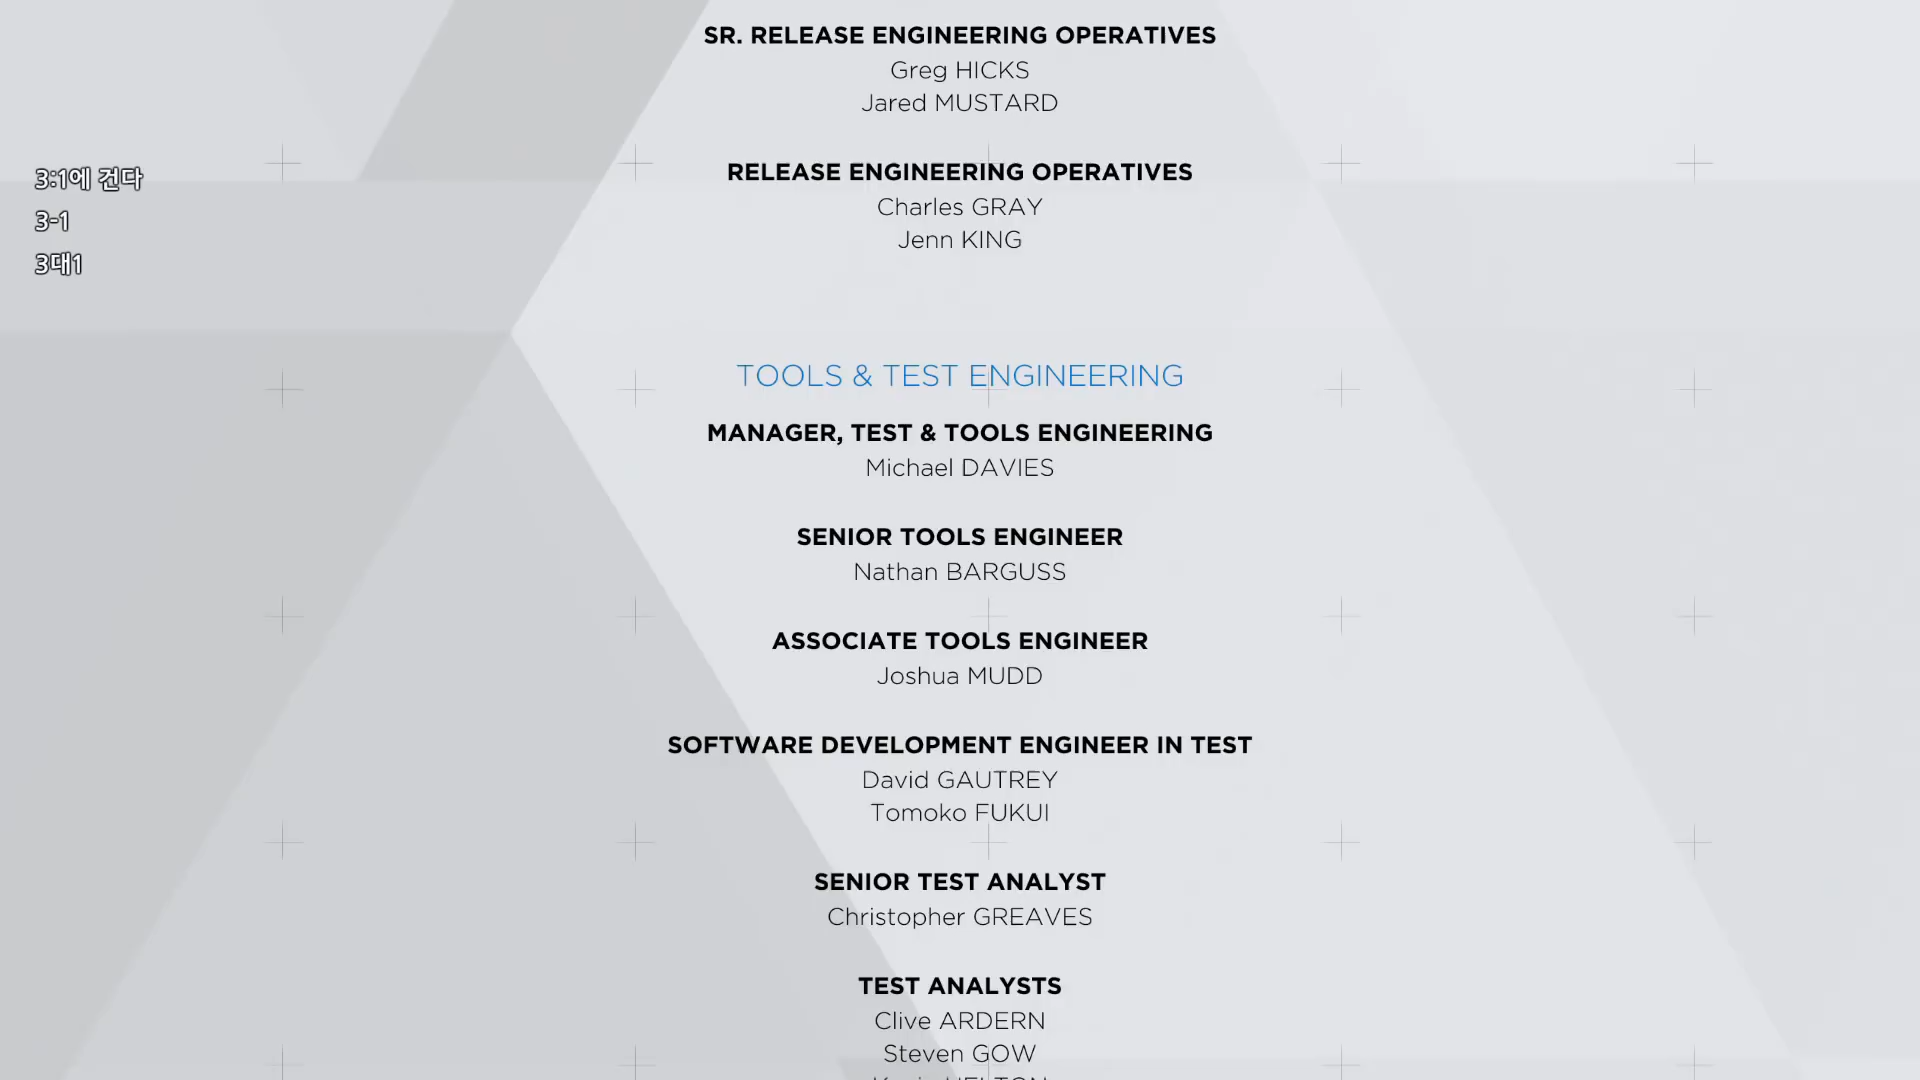 SR. RELEASE ENGINEERING OPERATIVES
Greg HICKS
Jared MUSTARD
RELEASE ENGINEERING OPERATIVES
Charles GRAY
Jenn KING
3:1에 건다
3-1
3대1
TOOLS & TEST ENGINEERING
MANAGER, TEST & TOOLS ENGINEERING
Michael DAVIES
SENIOR TOOLS ENGINEER
Nathan BARGUSS
ASSOCIATE TOOLS ENGINEER
Joshua MUDD
SOFTWARE DEVELOPMENT ENGINEER IN TEST
David GAUTREY
Tomoko FUKUI
SENIOR TEST ANALYST
Christopher GREAVES
TEST ANALYSTS
Clive ARDERN
Steven GOW